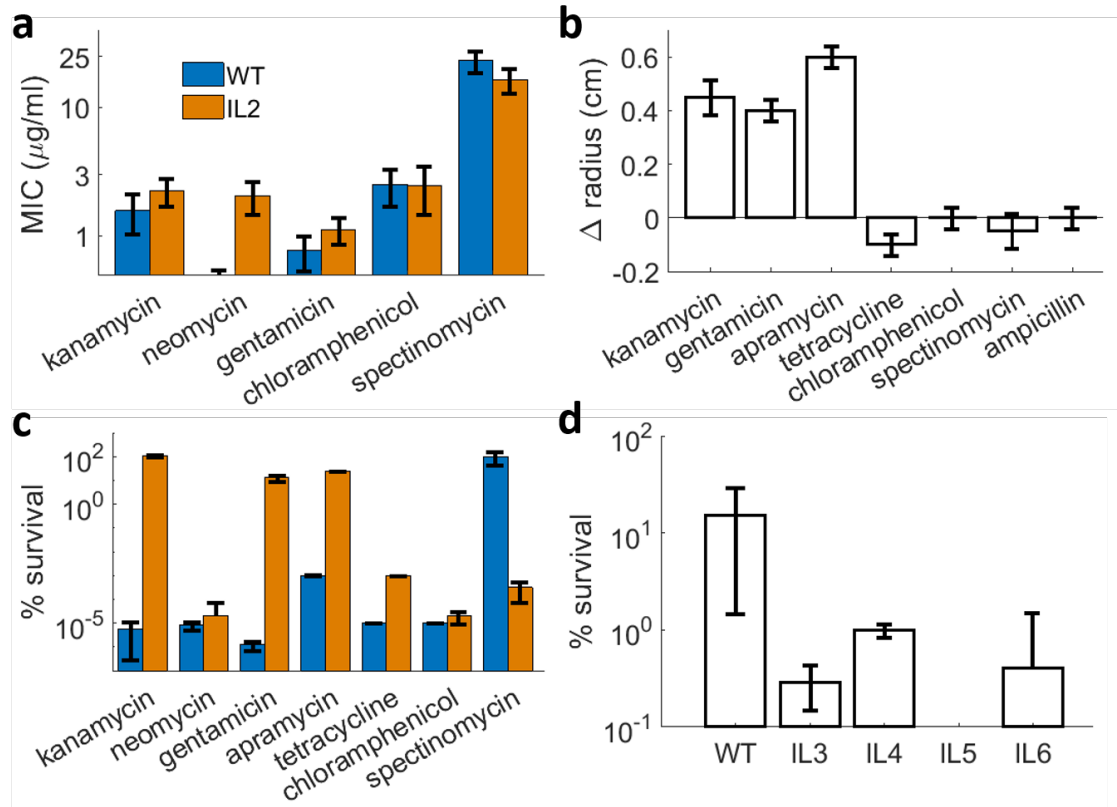 a
MIC (μg/ml)
25
10
3
1
WT
IL2
kanamycin
neomycin
gentamicin
chloramphenicol
spectinomycin
b
Δ radius (cm)
0.6
0.4
0.2
0
-0.2
kanamycin
gentamicin
apramycin
tetracycline
chloramphenicol
spectinomycin
ampicillin
c
% survival
10²
10⁰
10⁻⁵
kanamycin
neomycin
gentamicin
apramycin
tetracycline
chloramphenicol
spectinomycin
d
% survival
10²
10¹
10⁰
10⁻¹
WT IL3 IL4 IL5 IL6